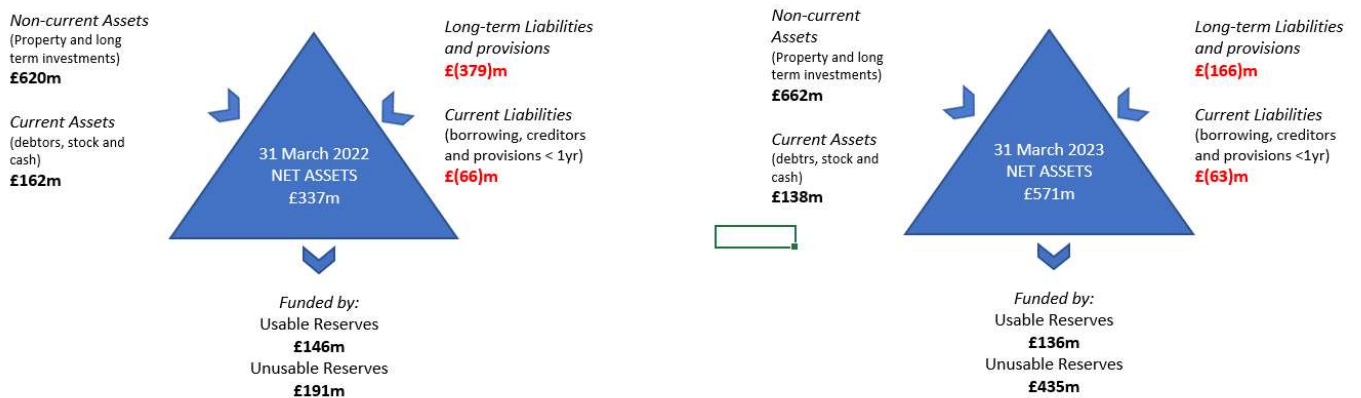 Non-current Assets
(Property and long
term investments)
£620m
Current Assets
(debtors, stock and
cash)
£162m
31 March 2022
NET ASSETS
£337m
Long-term Liabilities
and provisions
£(379)m
Current Liabilities
(borrowing, creditors
and provisions < 1yr)
£(66)m
Funded by:
Usable Reserves
£146m
Unusable Reserves
£191m
Non-current
Assets
(Property and long
term investments)
£662m
Current Assets
(debtrs, stock and
cash)
£138m
31 March 2023
NET ASSETS
£571m
Long-term Liabilities
and provisions
£(166)m
Current Liabilities
(borrowing, creditors
and provisions <1yr)
£(63)m
Funded by:
Usable Reserves
£136m
Unusable Reserves
£435m